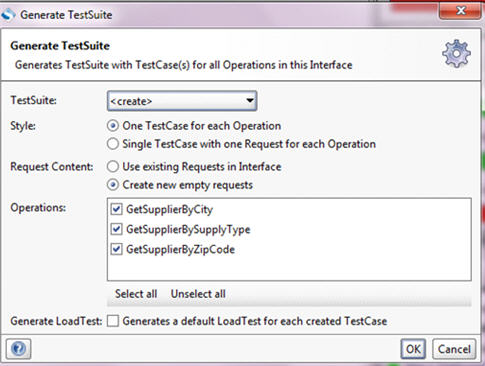 Generate TestSuite
Generate TestSuite
Generates TestSuite with TestCase(s) for all Operations in this Interface
TestSuite: <create>
Style: One TestCase for each Operation
Single TestCase with one Request for each Operation
Request Content: Use existing Requests in Interface
Create new empty requests
Operations: GetSupplierByCity
GetSupplierBySupplyType
GetSupplierByZipCode
Select all Unselect all
Generate LoadTest: Generates a default LoadTest for each created TestCase
? OK Cancel